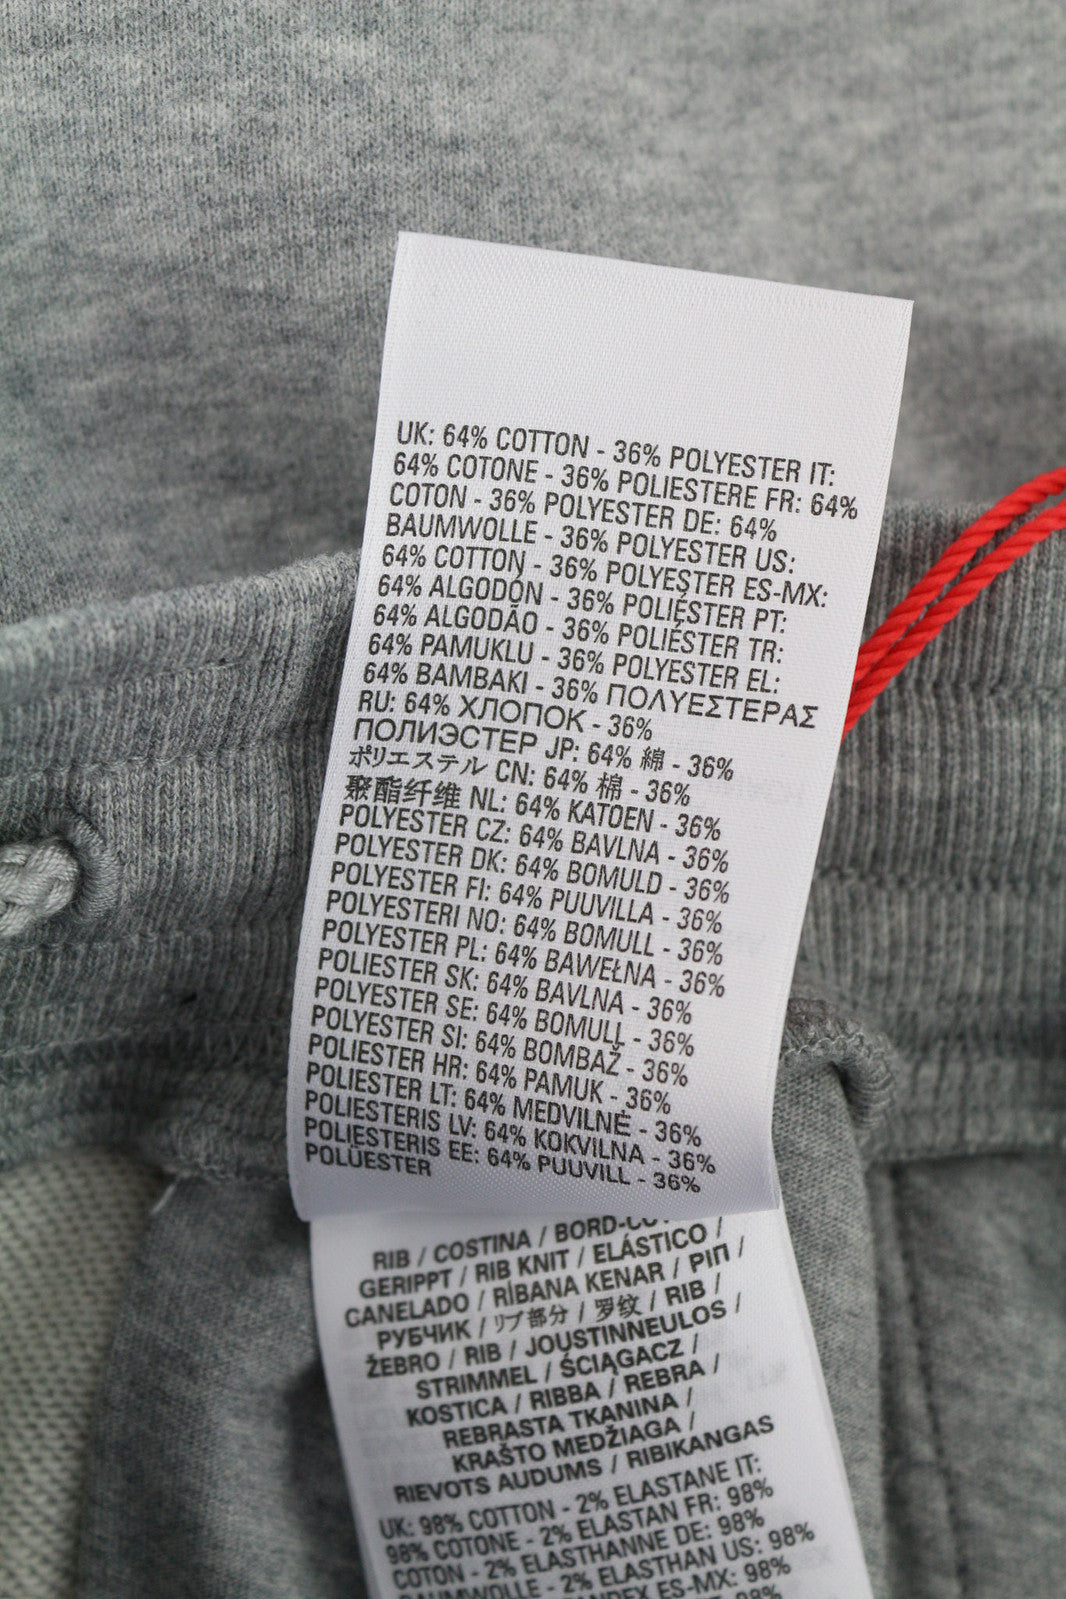 UK: 64% COTTON - 36% POLYESTER IT:
64% COTONE - 36% POLIESTERE FR: 64%
COTON - 36% POLYESTER DE: 64%
BAUMWOLLE - 36% POLYESTER US:
64% COTTON - 36% POLYESTER ES-MX:
64% ALGODÓN - 36% POLIÉSTER PT:
64% ALGODÃO - 36% POLIÉSTER TR:
64% PAMUKLU - 36% POLYESTER EL:
64% ΒΑΜΒΑΚΙ - 36% ΠΟΛΥΕΣΤΕΡΑΣ
RU: 64% ХЛОПОК - 36%
ПОЛИЭСТЕР JP: 64% 綿 - 36%
ポリエステル CN: 64% 棉 - 36%
聚酯纤维 NL: 64% KATOEN - 36%
POLYESTER CZ: 64% BAVLNA - 36%
POLYESTER DK: 64% BOMULD - 36%
POLYESTER FI: 64% PUUVILLA - 36%
POLYESTERI NO: 64% BOMULL - 36%
POLYESTER PL: 64% BAWEŁNA - 36%
POLIESTER SK: 64% BAVLNA - 36%
POLYESTER SE: 64% BOMULL - 36%
POLYESTER SI: 64% BOMBAŽ - 36%
POLIESTER HR: 64% PAMUK - 36%
POLIESTER LT: 64% MEDVILNĖ - 36%
POLIESTERIS LV: 64% KOKVILNA - 36%
POLIESTERIS EE: 64% PUUVILL - 36%
POLÜESTER
RIB / COSTINA / BORD-
GERIPPT / RIB KNIT / ELÁSTICO /
CANELADO / RİBANA KENAR / ΡΙΠ /
РУБЧИК / リブ部分 / 罗纹 / RIB /
ŽEBRO / RIB / JOUSTINNEULOS /
STRIMMEL / ŚCIĄGACZ /
KOSTICA / RIBBA / REBRA /
REBRASTA TKANINA /
KRAŠTO MEDŽIAGA /
RIEVOTS AUDUMS / RIBIKANGAS
UK: 98% COTTON - 2% ELASTANE IT:
98% COTONE - 2% ELASTAN FR: 98%
COTON - 2% ELASTHANNE DE: 98%
BAUMWOLLE - 2% ELASTHAN US: 98%
ES-MX: 98%